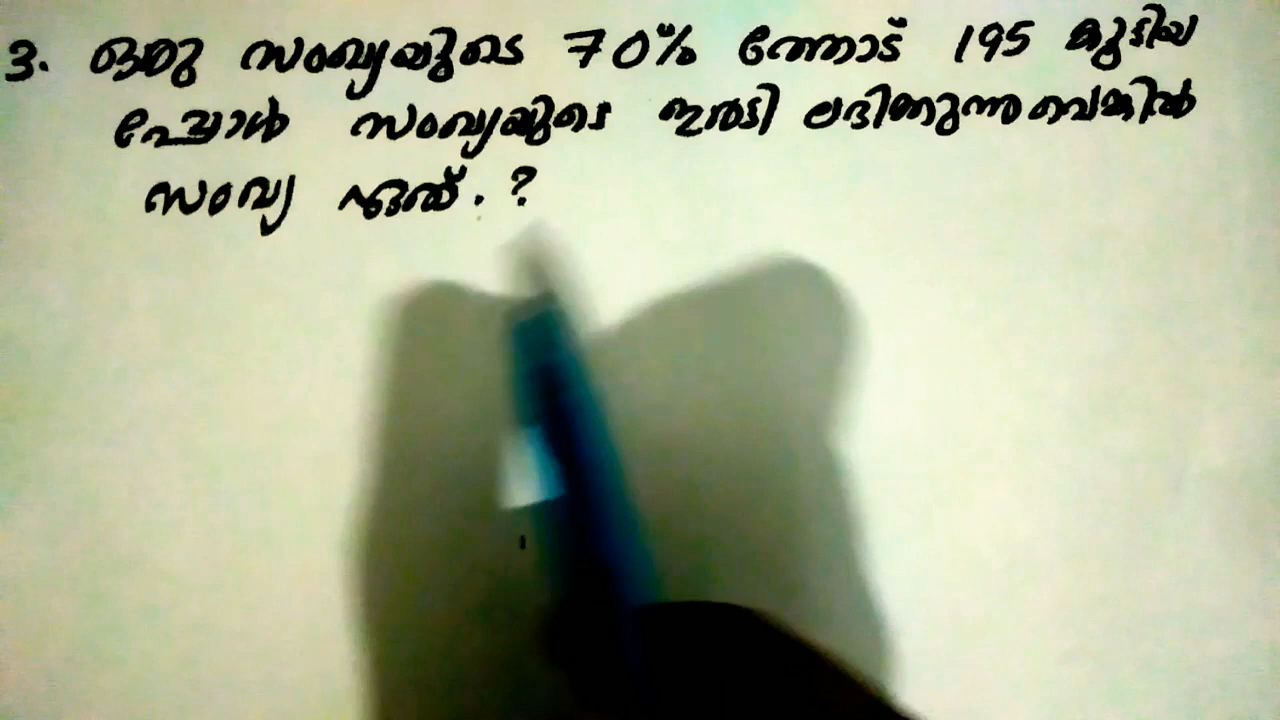 3. ഒരു സംഖ്യയുടെ 70% ത്തോട് 195 കൂട്ടിയ
പ്പോൾ സംഖ്യയുടെ ഇരട്ടി ലഭിക്കുന്നുവെങ്കിൽ
സംഖ്യ ഏത്. ?